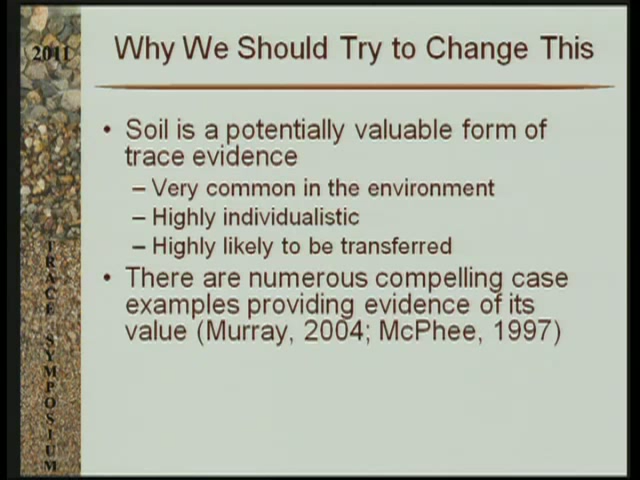 2011
Why We Should Try to Change This
• Soil is a potentially valuable form of
trace evidence
– Very common in the environment
– Highly individualistic
– Highly likely to be transferred
• There are numerous compelling case
examples providing evidence of its
value (Murray, 2004; McPhee, 1997)
TRACE SYMPOSIUM